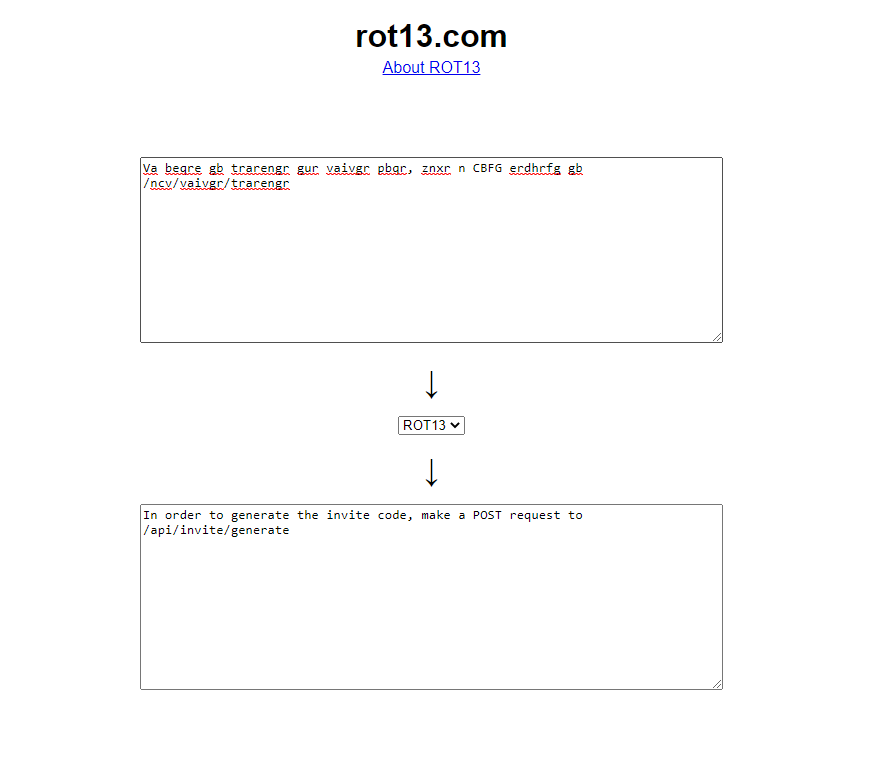 rot13.com
About ROT13
Va beqre gb trarengr gur vaivgr pbqr, znxr n CBFG erdhrfg gb
/ncv/vaivgr/trarengr
↓
ROT13
↓
In order to generate the invite code, make a POST request to
/api/invite/generate